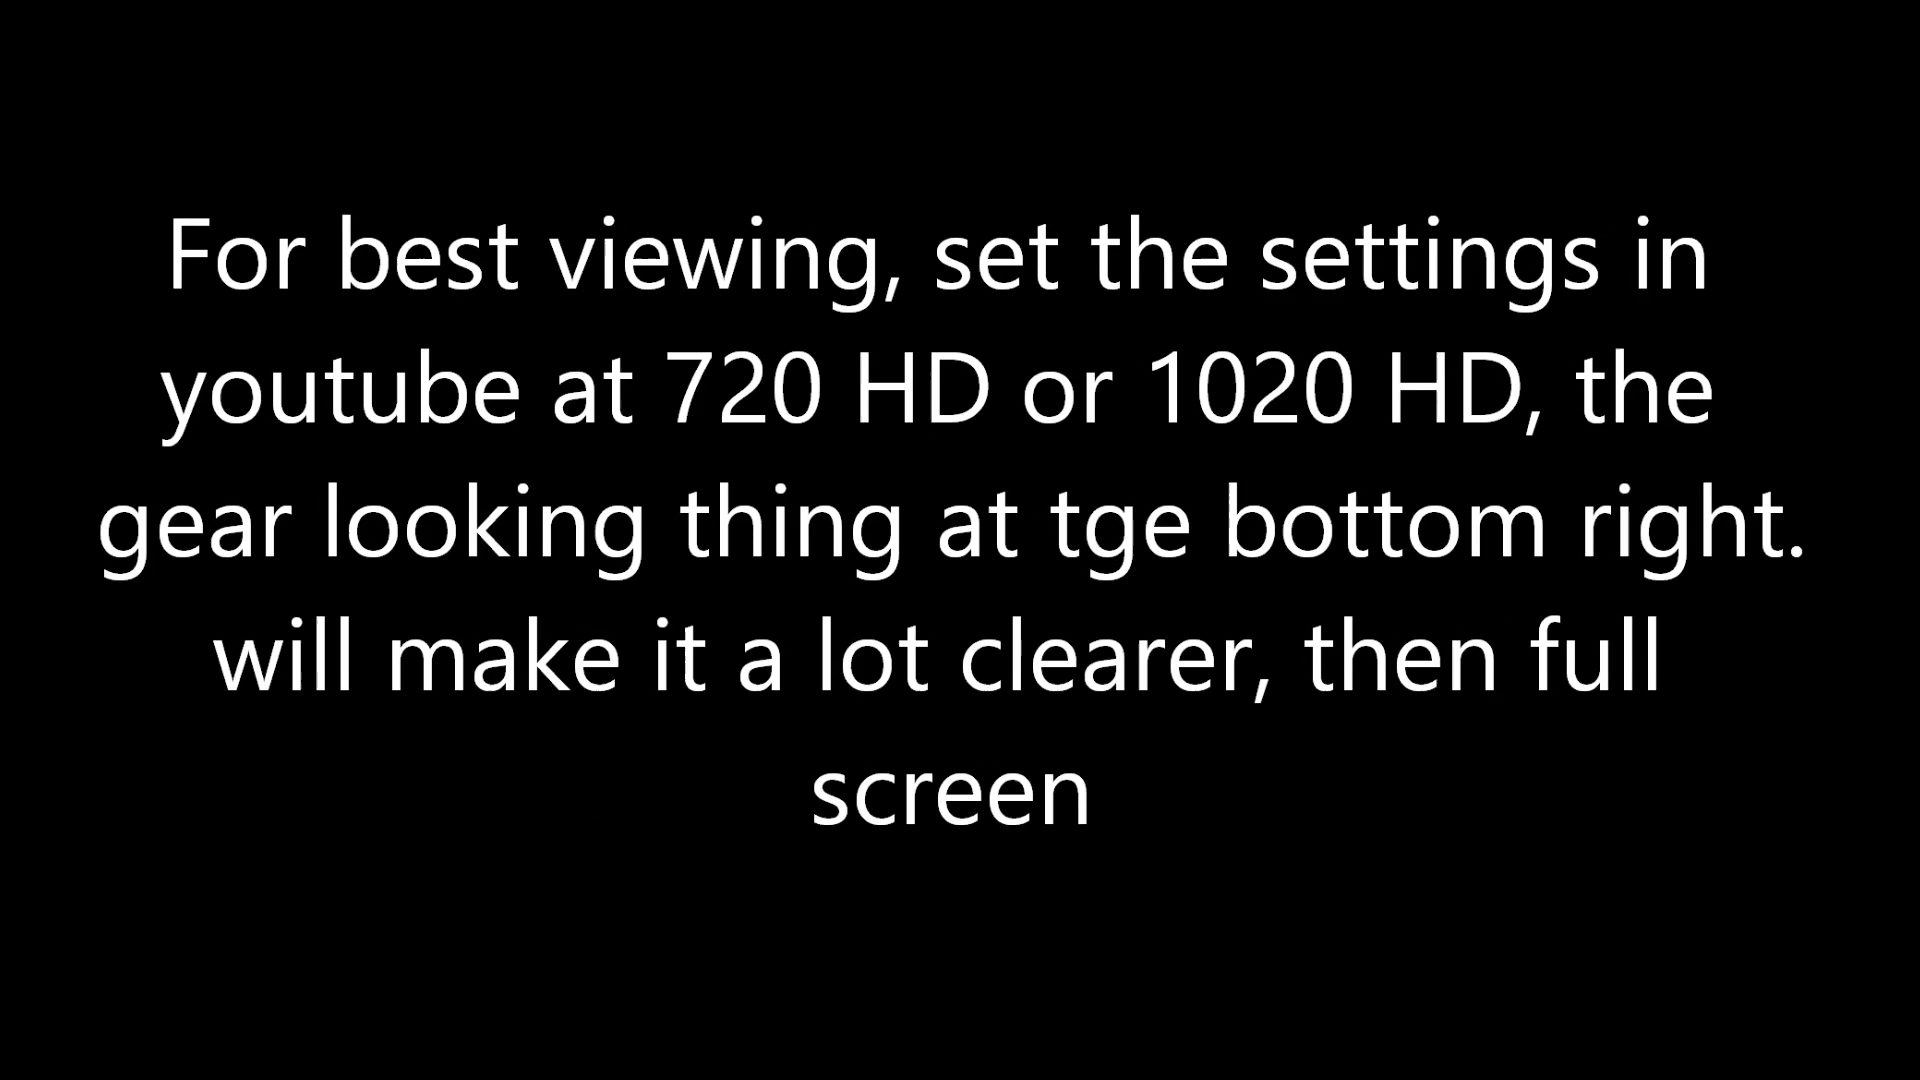 For best viewing, set the settings in
youtube at 720 HD or 1020 HD, the
gear looking thing at tge bottom right.
will make it a lot clearer, then full
screen